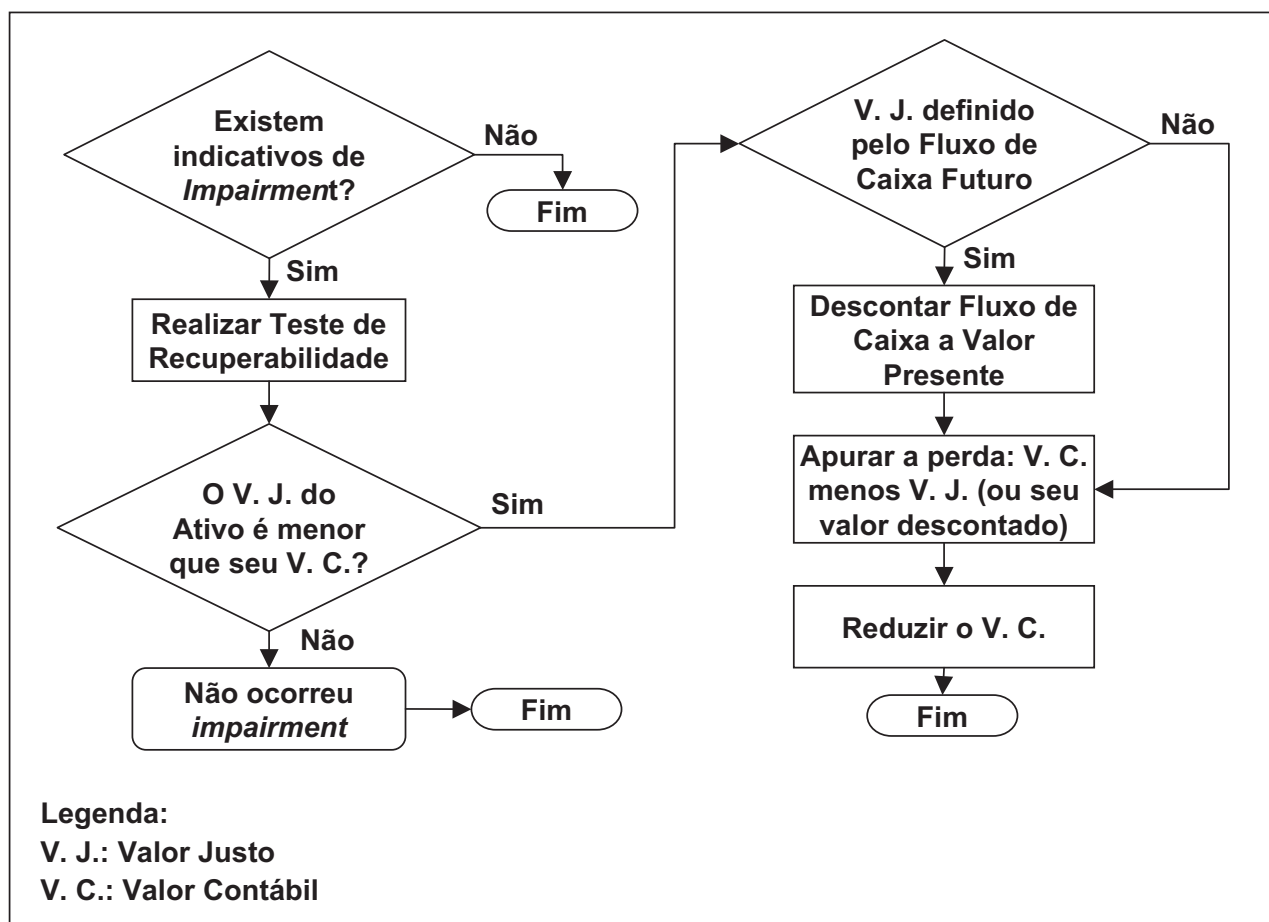 Existem
indicativos de
Impairment?
Não
Fim
Sim
Realizar Teste de
Recuperabilidade
O V. J. do
Ativo é menor
que seu V. C.?
Sim
Não
Não ocorreu
impairment
Fim
V. J. definido
pelo Fluxo de
Caixa Futuro
Não
Sim
Descontar Fluxo de
Caixa a Valor
Presente
Apurar a perda: V. C.
menos V. J. (ou seu
valor descontado)
Reduzir o V. C.
Fim
Legenda:
V. J.: Valor Justo
V. C.: Valor Contábil